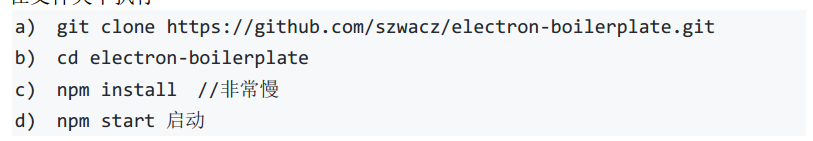 a) git clone https://github.com/szwacz/electron-boilerplate.git
b) cd electron-boilerplate
c) npm install //非常慢
d) npm start 启动